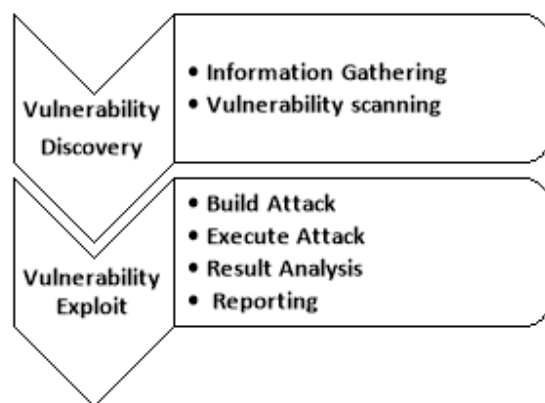 Vulnerability
Discovery
• Information Gathering
• Vulnerability scanning
Vulnerability
Exploit
• Build Attack
• Execute Attack
• Result Analysis
• Reporting